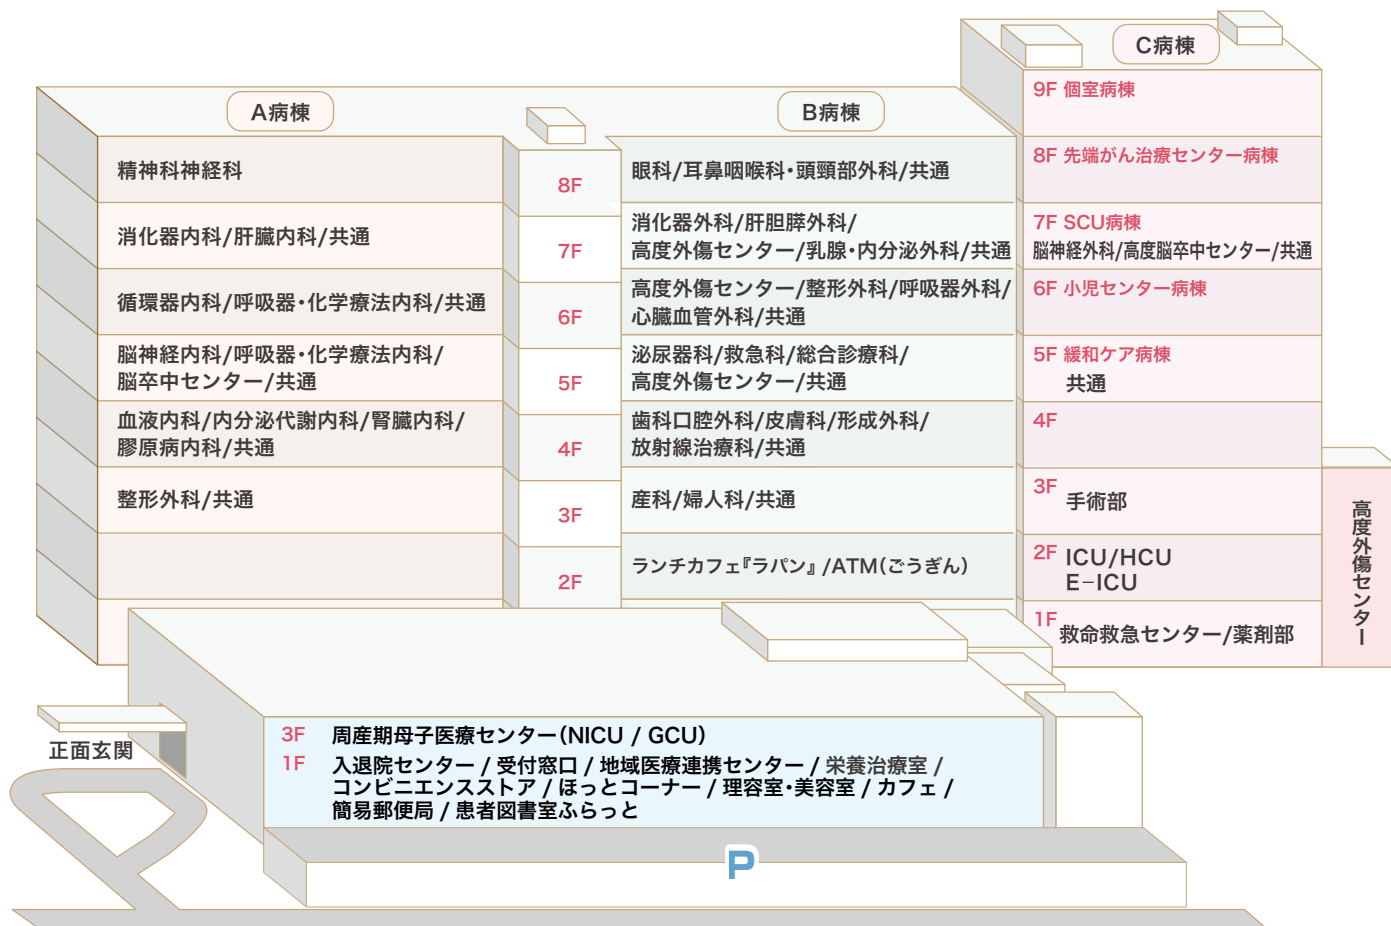 A病棟
精神科神経科
消化器内科/肝臓内科/共通
循環器内科/呼吸器・化学療法内科/共通
脳神経内科/呼吸器・化学療法内科/
脳卒中センター/共通
血液内科/内分泌代謝内科/腎臓内科/
膠原病内科/共通
整形外科/共通
8F
7F
6F
5F
4F
3F
2F
B病棟
眼科/耳鼻咽喉科・頭頸部外科/共通
消化器外科/肝胆膵外科/
高度外傷センター/乳腺・内分泌外科/共通
高度外傷センター/整形外科/呼吸器外科/
心臓血管外科/共通
泌尿器科/救急科/総合診療科/
高度外傷センター/共通
歯科口腔外科/皮膚科/形成外科/
放射線治療科/共通
産科/婦人科/共通
ランチカフェ『ラパン』/ATM(ごうぎん)
C病棟
9F 個室病棟
8F 先端がん治療センター病棟
7F SCU病棟
脳神経外科/高度脳卒中センター/共通
6F 小児センター病棟
5F 緩和ケア病棟
共通
4F
3F 手術部
2F ICU/HCU
E-ICU
1F 救命救急センター/薬剤部
高度外傷センター
正面玄関
3F 周産期母子医療センター(NICU / GCU)
1F 入退院センター / 受付窓口 / 地域医療連携センター / 栄養治療室 /
コンビニエンスストア / ほっとコーナー / 理容室・美容室 / カフェ /
簡易郵便局 / 患者図書室ふらっと
P